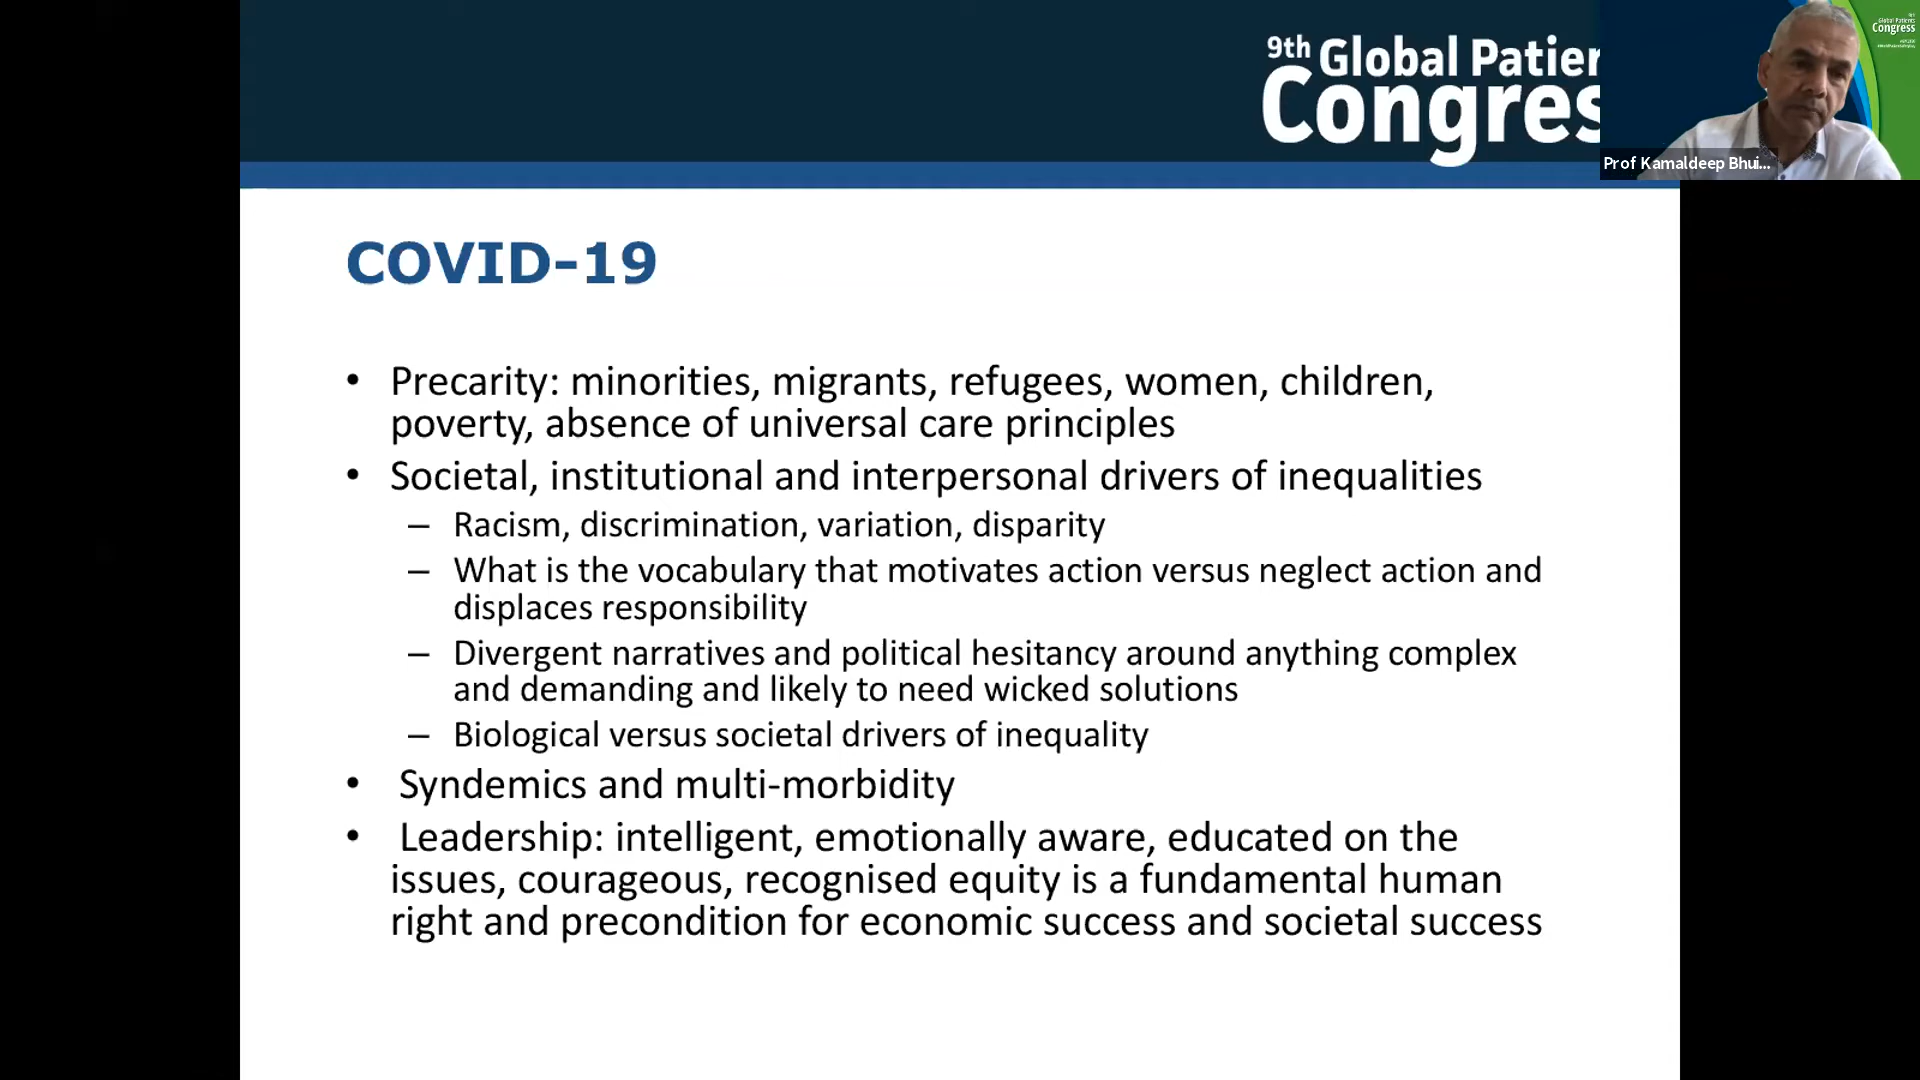 9th Global Patien
Congres
Global Patients
Congress
Prof Kamaldeep Bhui...
COVID-19
• Precarity: minorities, migrants, refugees, women, children,
poverty, absence of universal care principles
• Societal, institutional and interpersonal drivers of inequalities
– Racism, discrimination, variation, disparity
– What is the vocabulary that motivates action versus neglect action and
displaces responsibility
– Divergent narratives and political hesitancy around anything complex
and demanding and likely to need wicked solutions
– Biological versus societal drivers of inequality
• Syndemics and multi-morbidity
• Leadership: intelligent, emotionally aware, educated on the
issues, courageous, recognised equity is a fundamental human
right and precondition for economic success and societal success